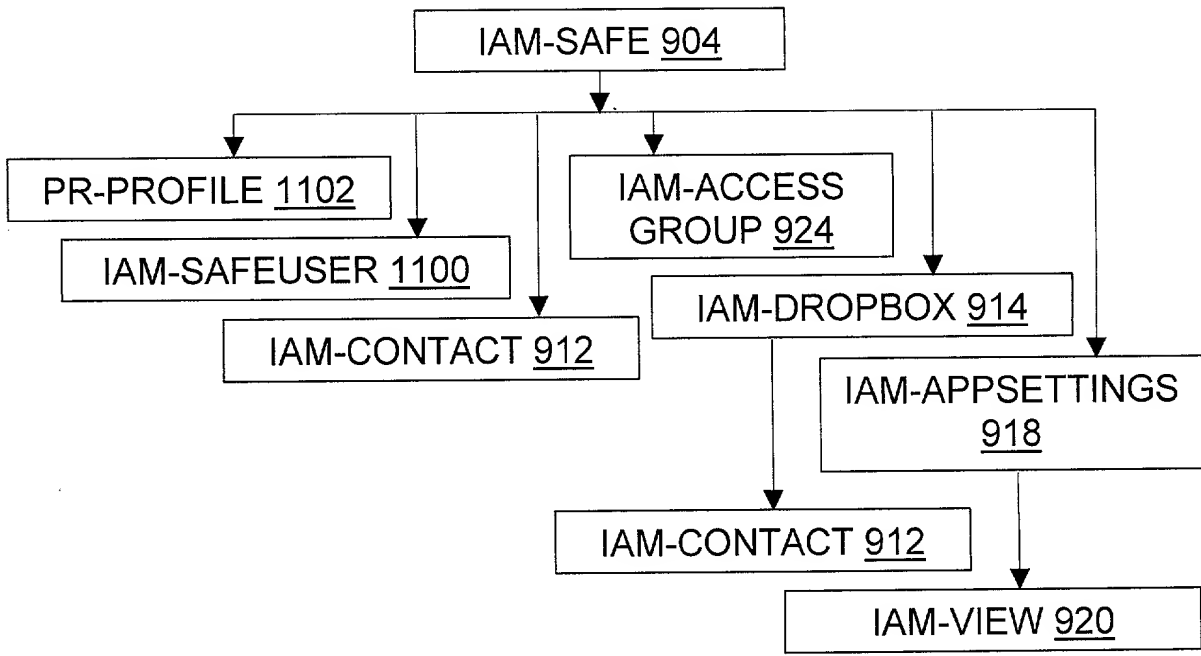 IAM-SAFE 904
PR-PROFILE 1102
IAM-ACCESS
GROUP 924
IAM-SAFEUSER 1100
IAM-DROPBOX 914
IAM-CONTACT 912
IAM-APPSETTINGS
918
IAM-CONTACT 912
IAM-VIEW 920